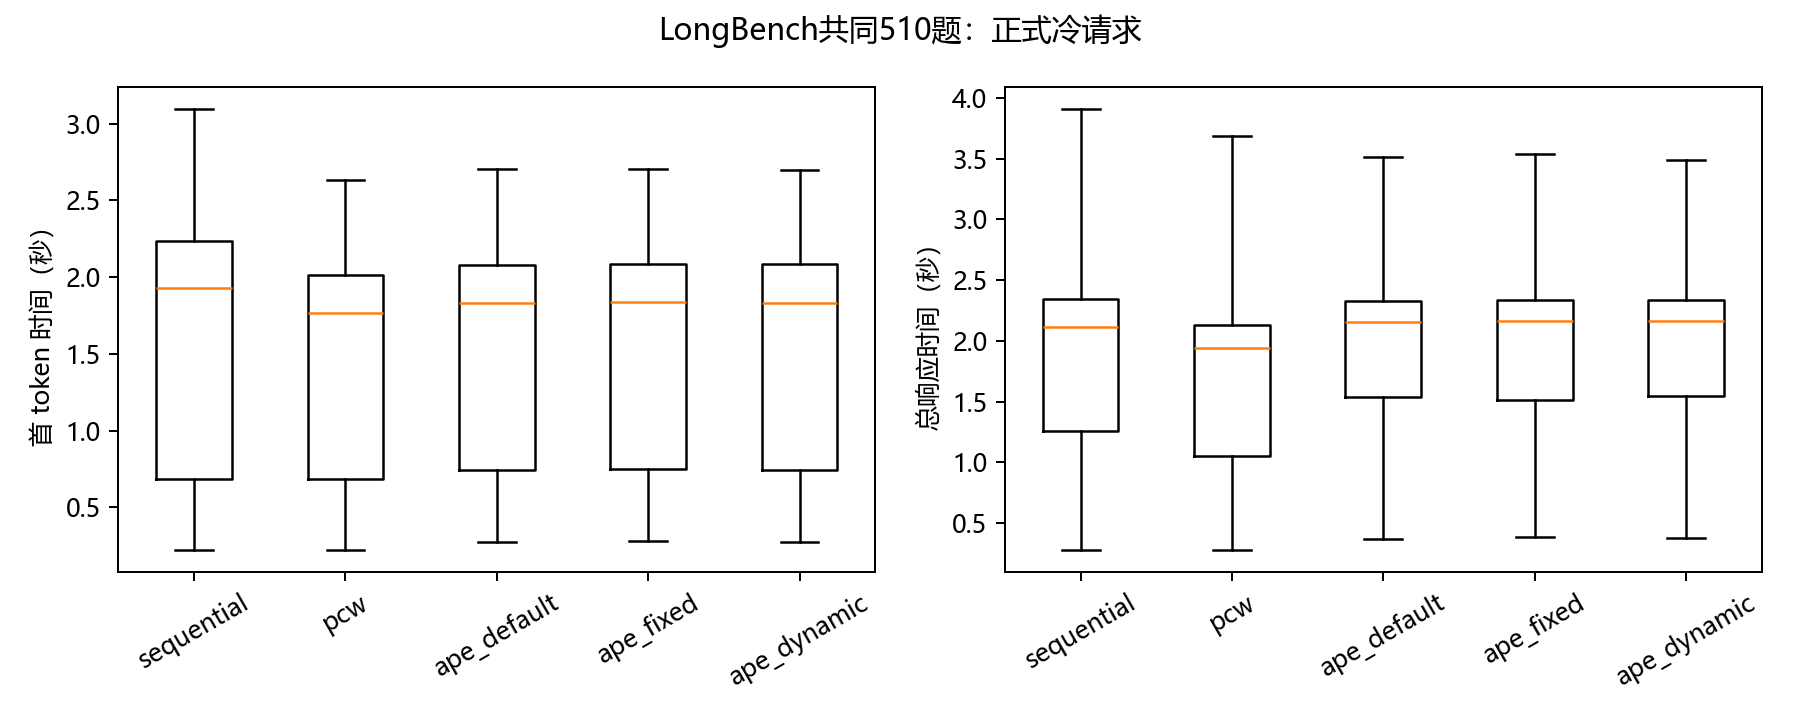 LongBench共同510题：正式冷请求
首 token 时间（秒）
3.0
2.5
2.0
1.5
1.0
0.5
sequential
pcw
ape_default
ape_fixed
ape_dynamic
总响应时间（秒）
4.0
3.5
3.0
2.5
2.0
1.5
1.0
0.5
sequential
pcw
ape_default
ape_fixed
ape_dynamic